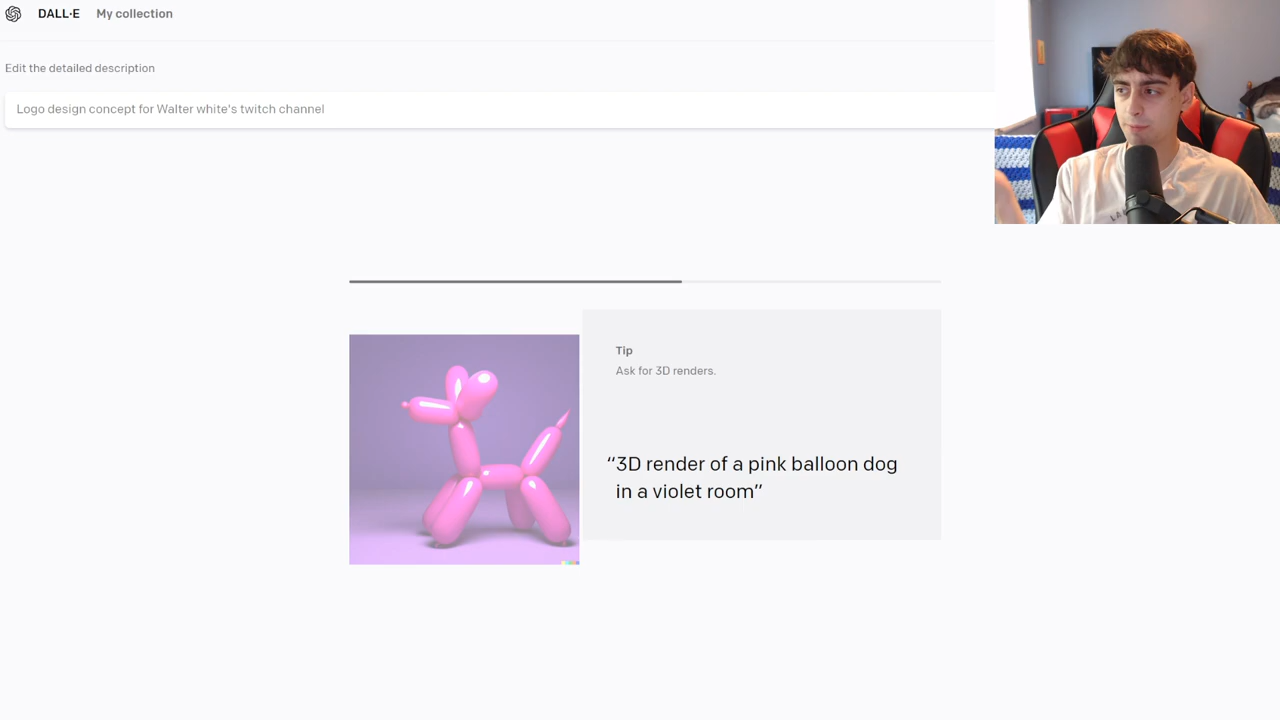 DALL·E My collection
Edit the detailed description
Logo design concept for Walter white's twitch channel
Tip
Ask for 3D renders.
“3D render of a pink balloon dog
in a violet room”